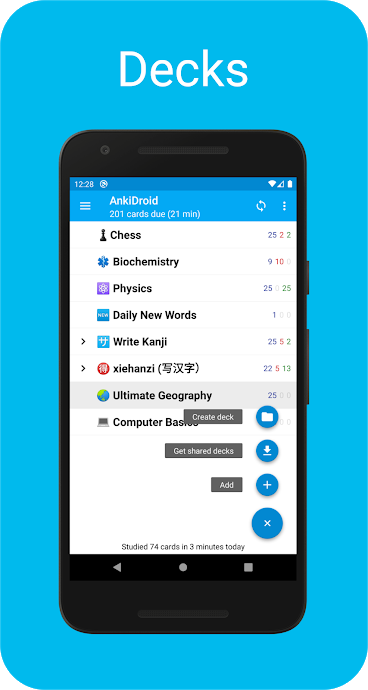 Decks
12:28
AnkiDroid
201 cards due (21 min)
Chess 25 2 2
Biochemistry 9 10 0
Physics 25 0 25
NEW Daily New Words 1 0 0
サ Write Kanji 25 5 2
得 xiehanzi (写汉字) 22 5 13
Ultimate Geography 25 0 0
Computer Basics
Create deck
Get shared decks
Add
Studied 74 cards in 3 minutes today